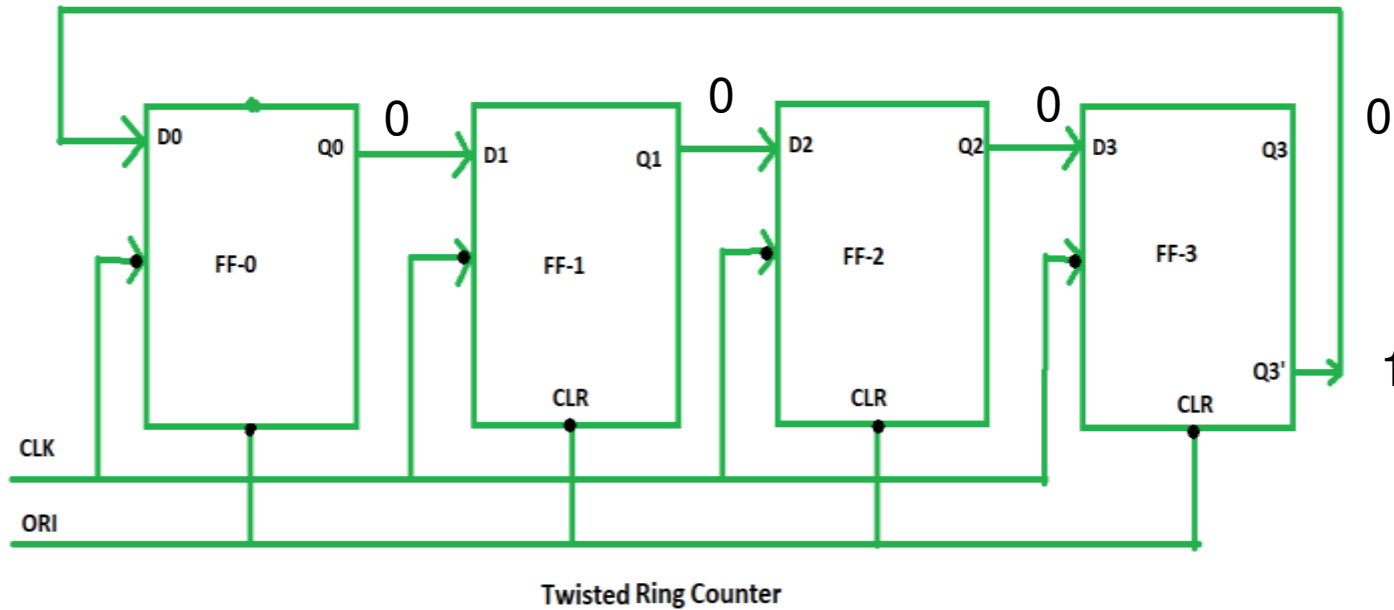 0 0 0 0
D0 Q0 D1 Q1 D2 Q2 D3 Q3
FF-0 FF-1 FF-2 FF-3
Q3' 1
CLR CLR CLR
CLK
ORI
Twisted Ring Counter